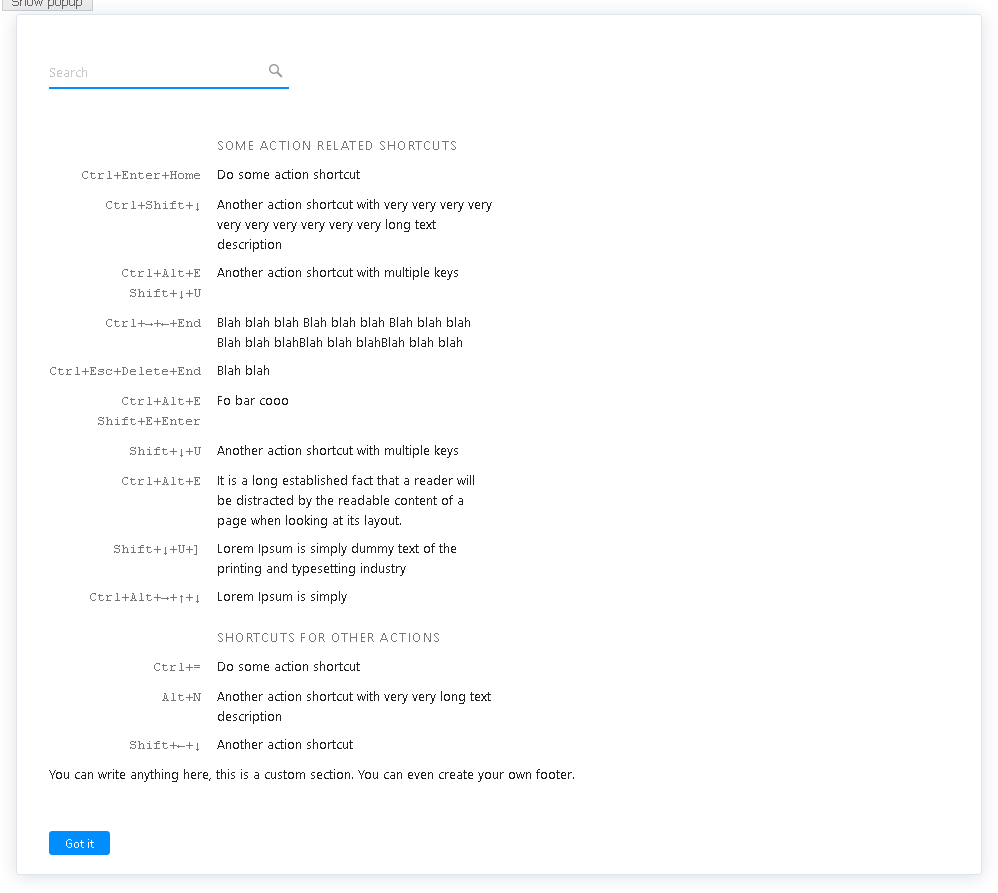 Show popup
Search
SOME ACTION RELATED SHORTCUTS
Ctrl+Enter+Home Do some action shortcut
Ctrl+Shift+↓ Another action shortcut with very very very very
very very very very very very long text
description
Ctrl+Alt+E Another action shortcut with multiple keys
Shift+↓+U
Ctrl+→+←+End Blah blah blah Blah blah blah Blah blah blah
Blah blah blahBlah blah blahBlah blah blah
Ctrl+Esc+Delete+End Blah blah
Ctrl+Alt+E Fo bar cooo
Shift+E+Enter
Shift+↓+U Another action shortcut with multiple keys
Ctrl+Alt+E It is a long established fact that a reader will
be distracted by the readable content of a
page when looking at its layout.
Shift+↓+U+] Lorem Ipsum is simply dummy text of the
printing and typesetting industry
Ctrl+Alt+→+↑+↓ Lorem Ipsum is simply
SHORTCUTS FOR OTHER ACTIONS
Ctrl+= Do some action shortcut
Alt+N Another action shortcut with very very long text
description
Shift+←+↓ Another action shortcut
You can write anything here, this is a custom section. You can even create your own footer.
Got it